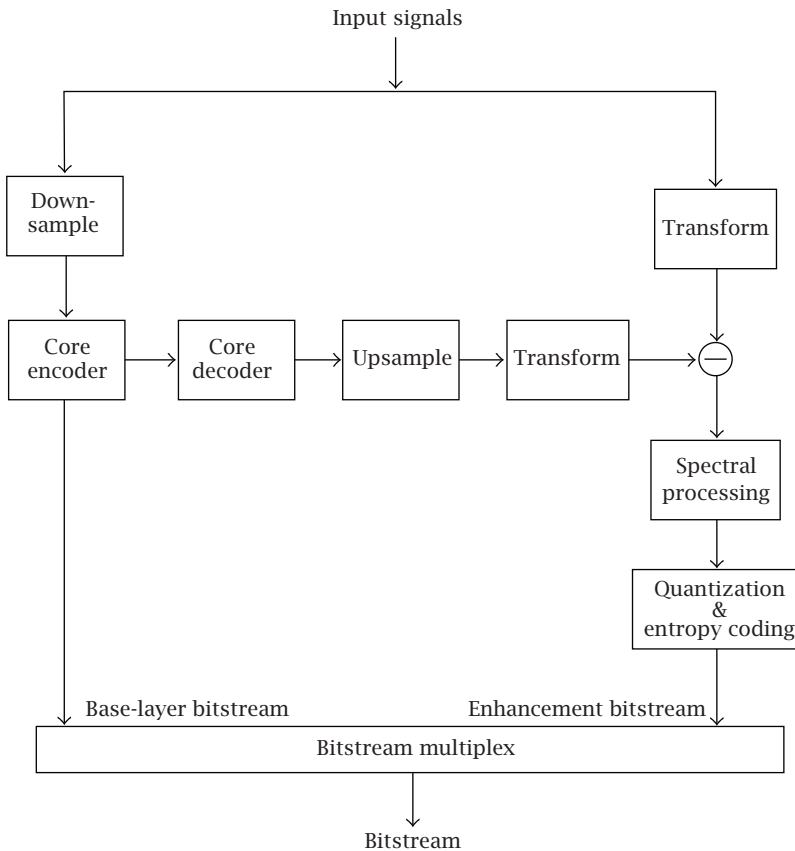 Input signals
Down-
sample
Transform
Core
encoder
Core
decoder
Upsample
Transform
Spectral
processing
Quantization
&
entropy coding
Base-layer bitstream
Enhancement bitstream
Bitstream multiplex
Bitstream